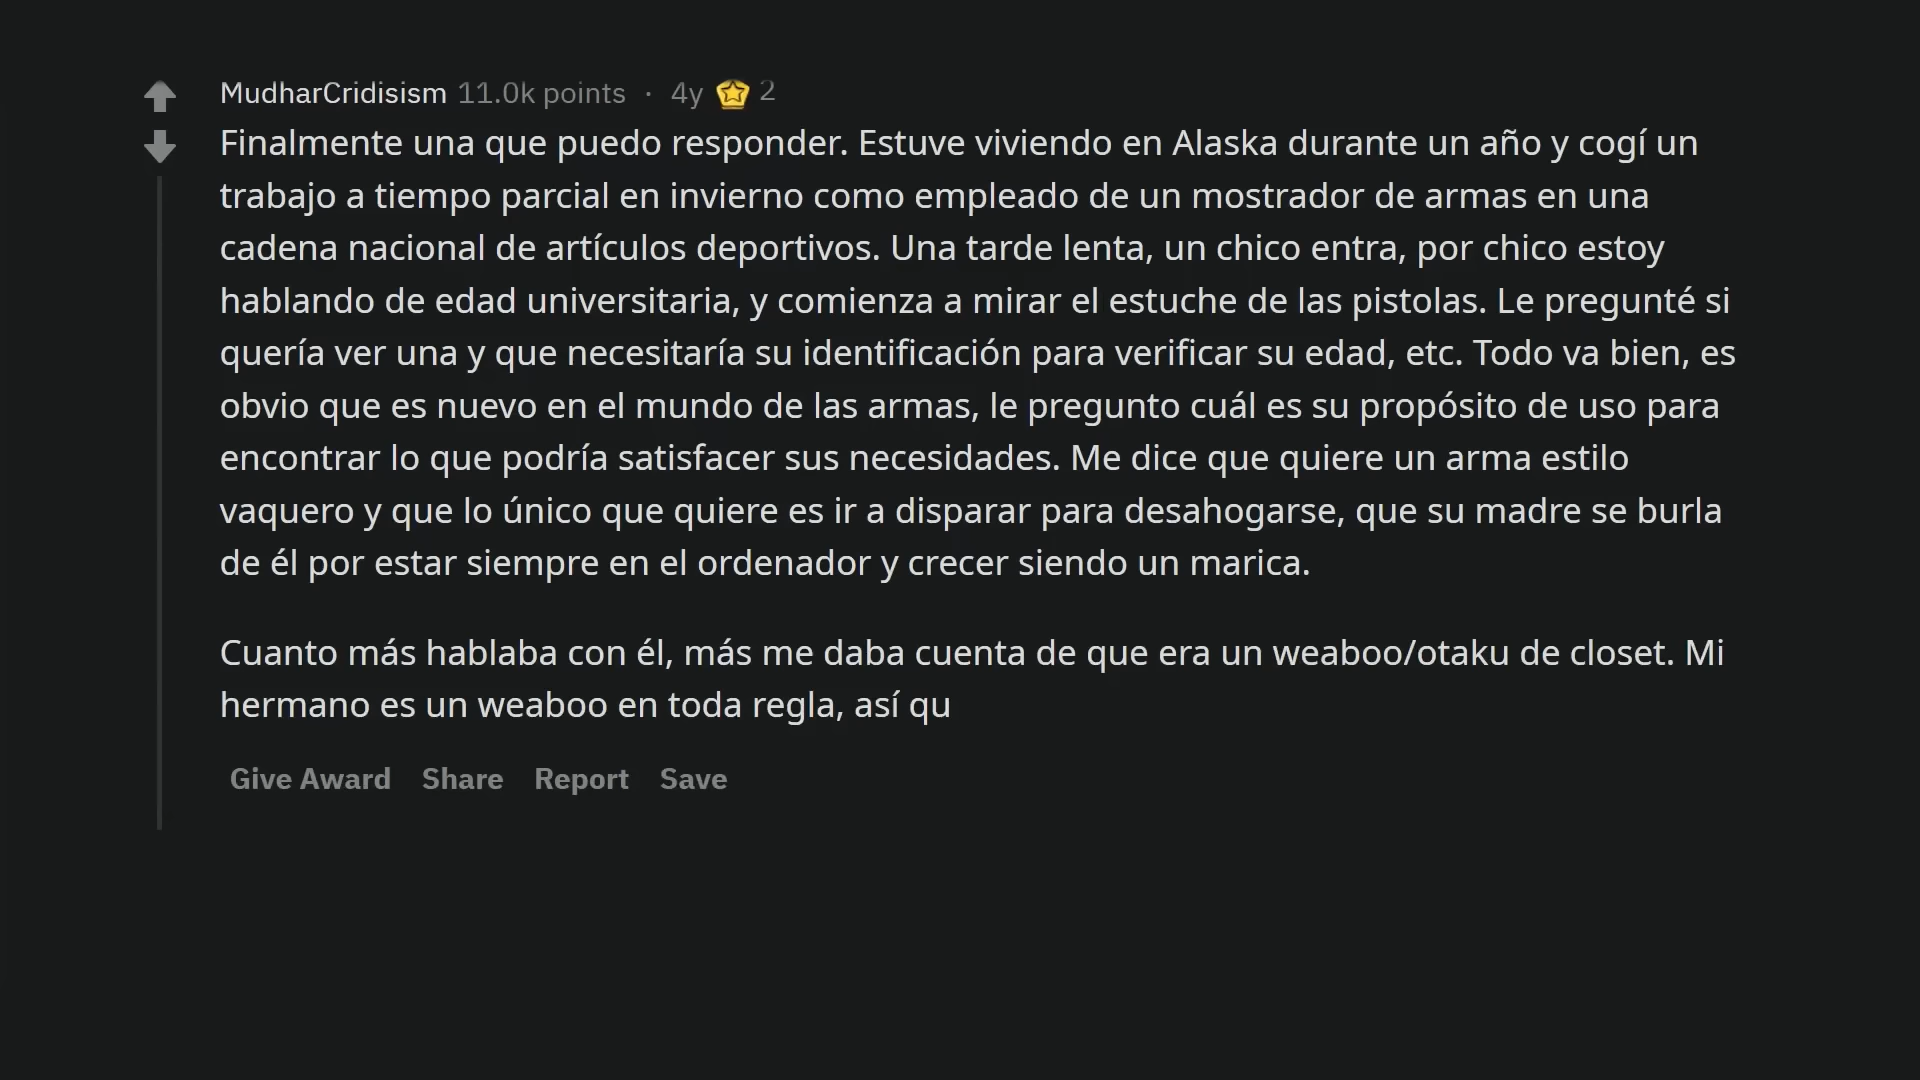 MudharCridisism 11.0k points · 4y 2
Finalmente una que puedo responder. Estuve viviendo en Alaska durante un año y cogí un
trabajo a tiempo parcial en invierno como empleado de un mostrador de armas en una
cadena nacional de artículos deportivos. Una tarde lenta, un chico entra, por chico estoy
hablando de edad universitaria, y comienza a mirar el estuche de las pistolas. Le pregunté si
quería ver una y que necesitaría su identificación para verificar su edad, etc. Todo va bien, es
obvio que es nuevo en el mundo de las armas, le pregunto cuál es su propósito de uso para
encontrar lo que podría satisfacer sus necesidades. Me dice que quiere un arma estilo
vaquero y que lo único que quiere es ir a disparar para desahogarse, que su madre se burla
de él por estar siempre en el ordenador y crecer siendo un marica.
Cuanto más hablaba con él, más me daba cuenta de que era un weaboo/otaku de closet. Mi
hermano es un weaboo en toda regla, así qu
Give Award Share Report Save